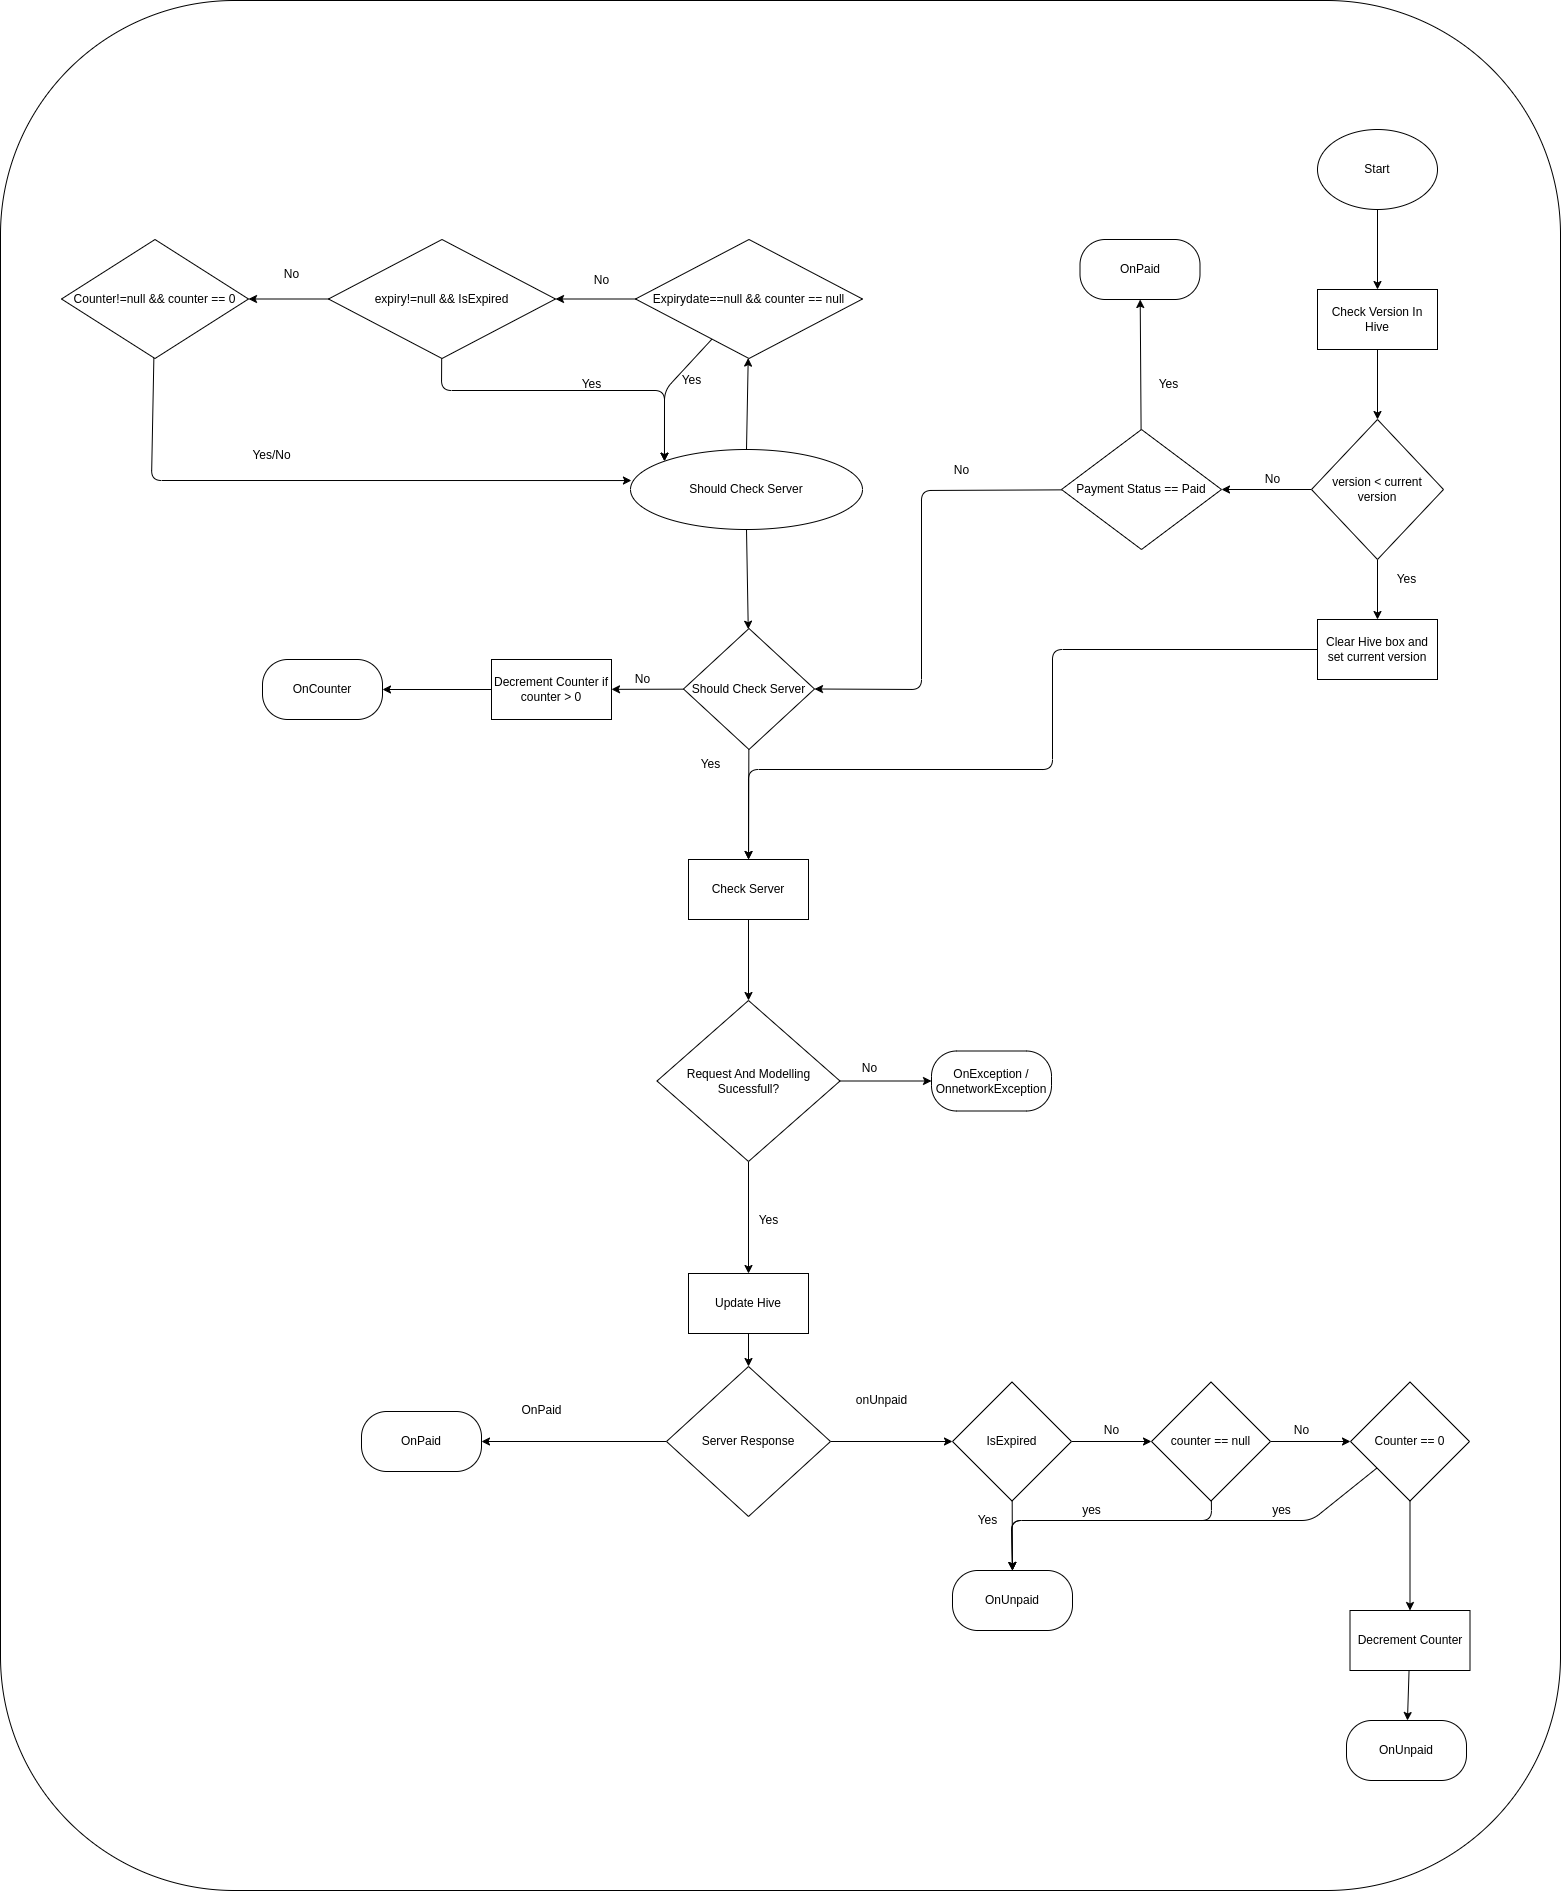 Start
Check Version In
Hive
version < current
version
No
Yes
Payment Status == Paid
Yes
OnPaid
No
Clear Hive box and
set current version
Expirydate==null && counter == null
No
Yes
expiry!=null && IsExpired
No
Yes
Counter!=null && counter == 0
Yes/No
Should Check Server
Should Check Server
No
Decrement Counter if
counter > 0
OnCounter
Yes
Check Server
Request And Modelling
Sucessfull?
No
OnException /
OnnetworkException
Yes
Update Hive
Server Response
OnPaid
OnPaid
onUnpaid
IsExpired
No
counter == null
No
Counter == 0
Yes
yes
yes
OnUnpaid
Decrement Counter
OnUnpaid